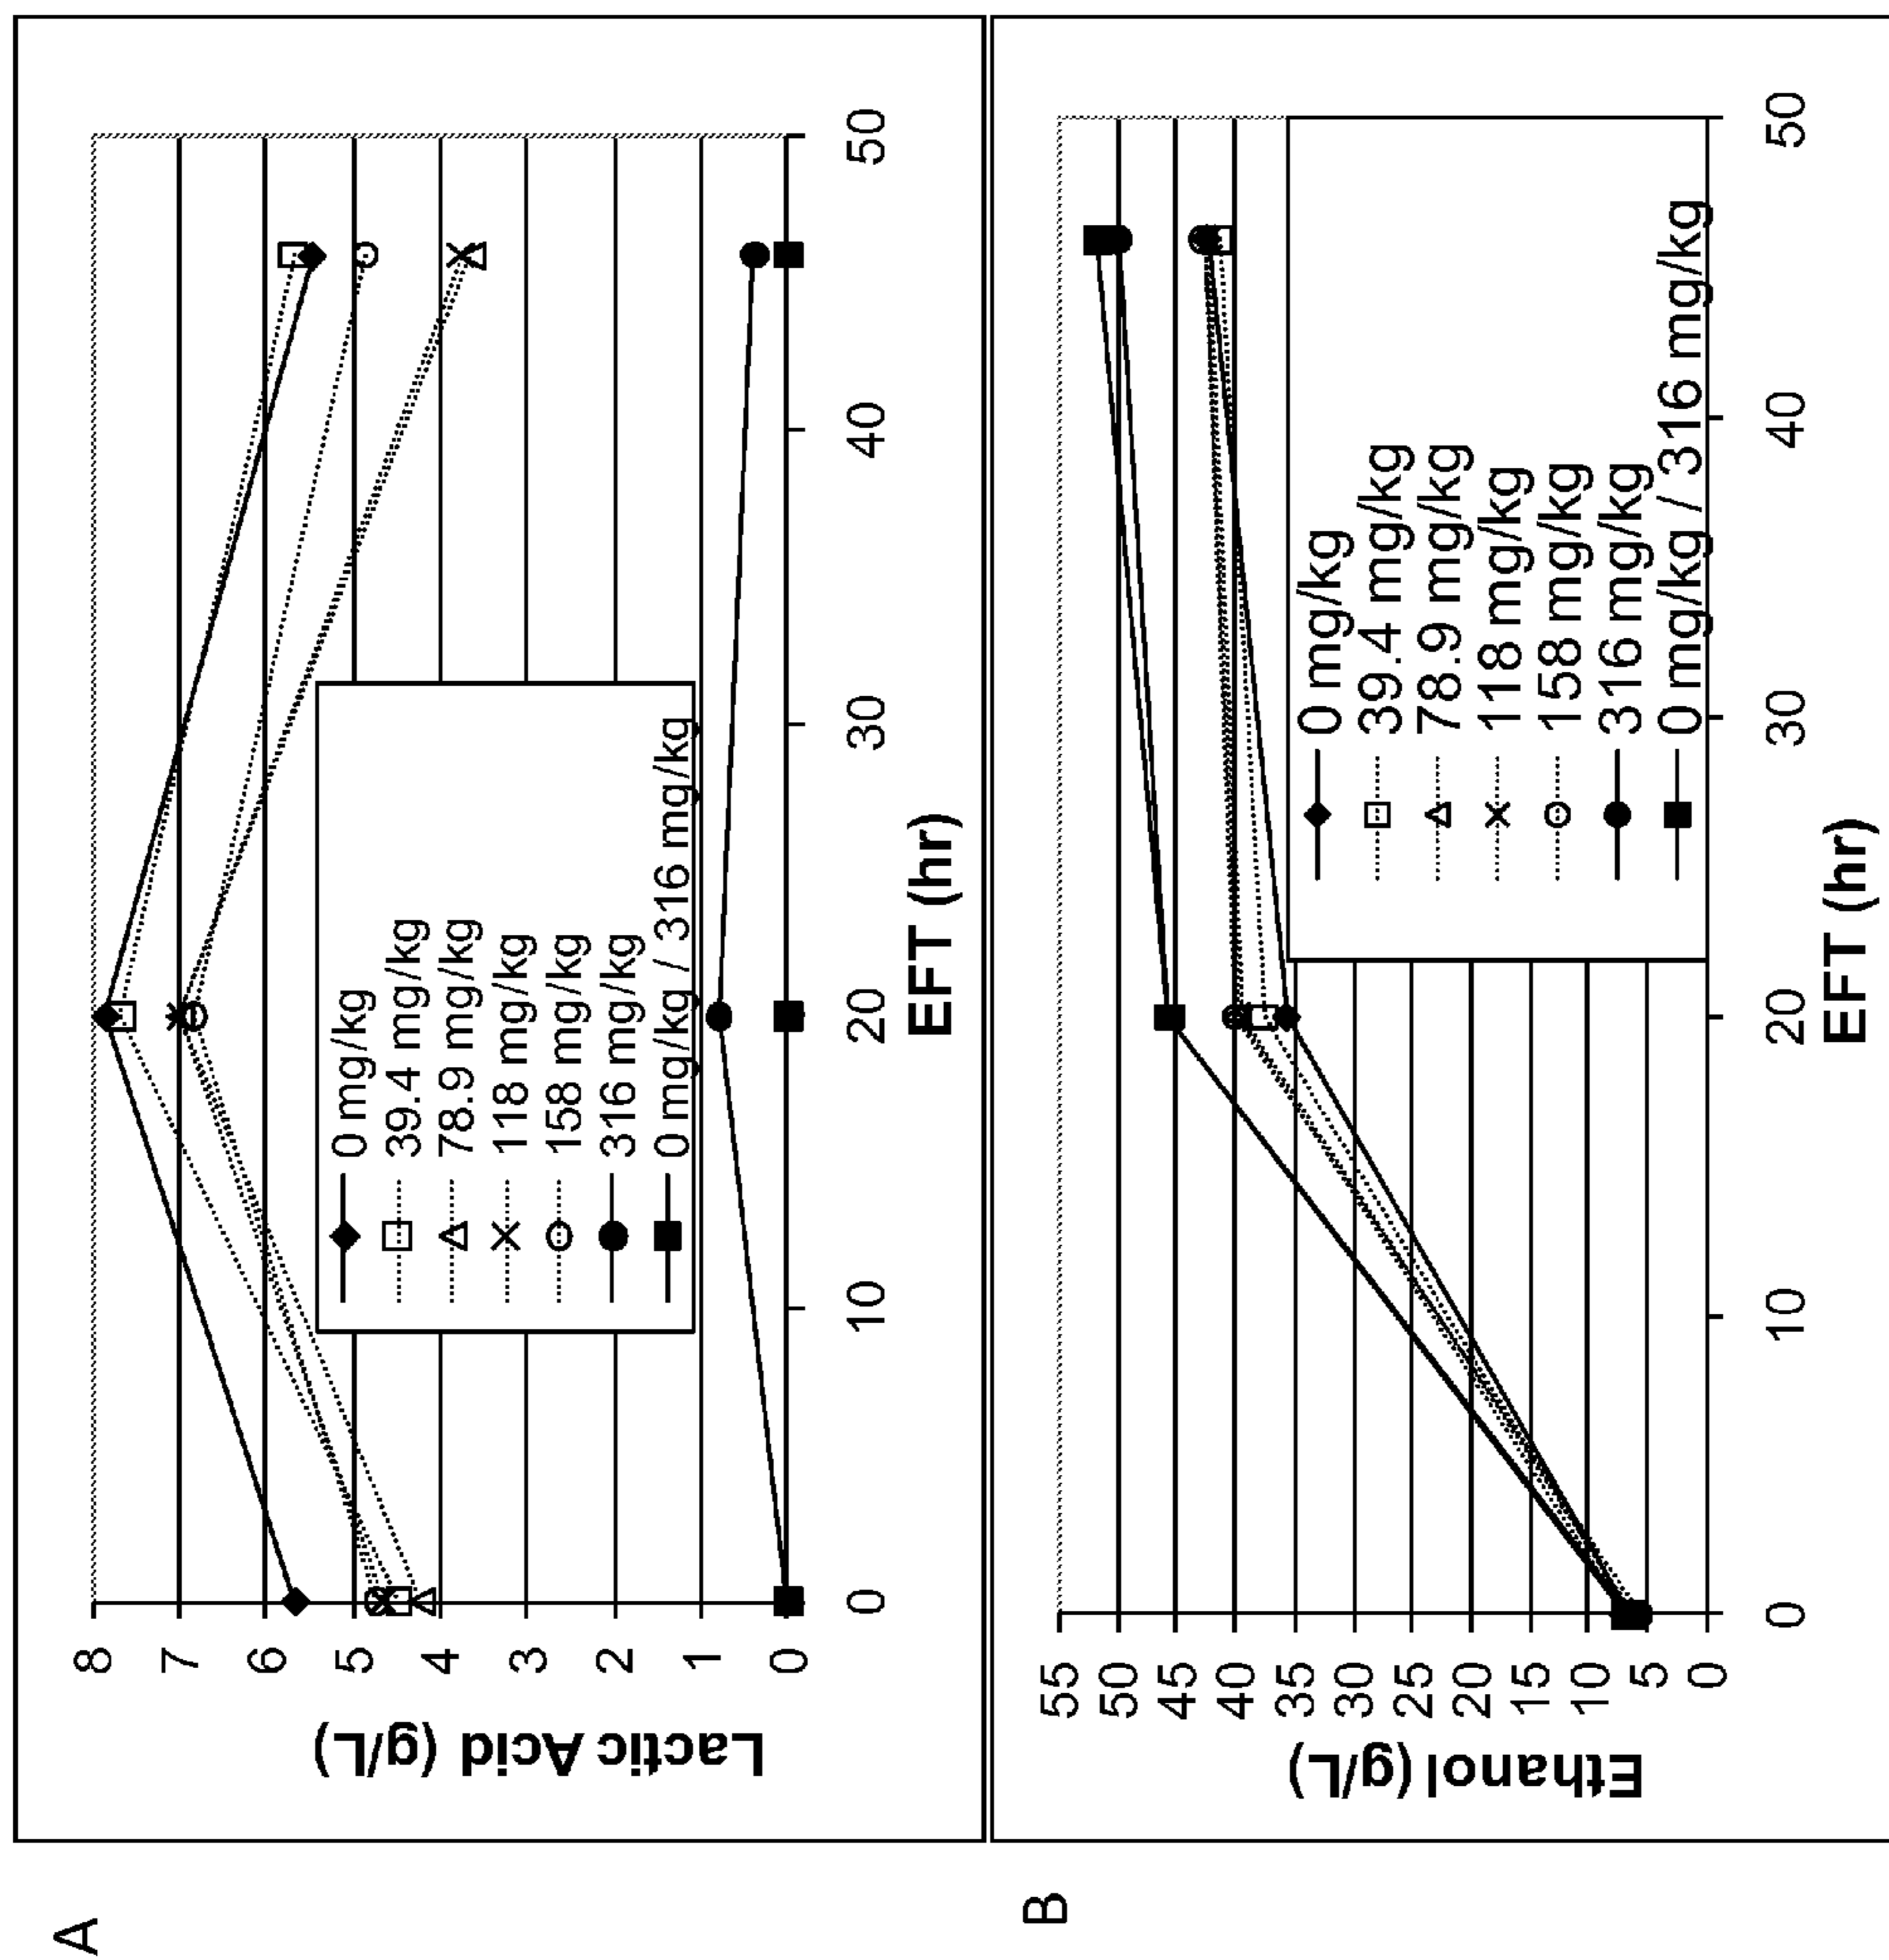 A
Lactic Acid (g/L)
8
7
6
5
4
3
2
1
0
0 mg/kg
39.4 mg/kg
78.9 mg/kg
118 mg/kg
158 mg/kg
316 mg/kg
0 mg/kg / 316 mg/kg
0 10 20 30 40 50
EFT (hr)
B
Ethanol (g/L)
55
50
45
40
35
30
25
20
15
10
5
0
0 mg/kg
39.4 mg/kg
78.9 mg/kg
118 mg/kg
158 mg/kg
316 mg/kg
0 mg/kg / 316 mg/kg
0 10 20 30 40 50
EFT (hr)